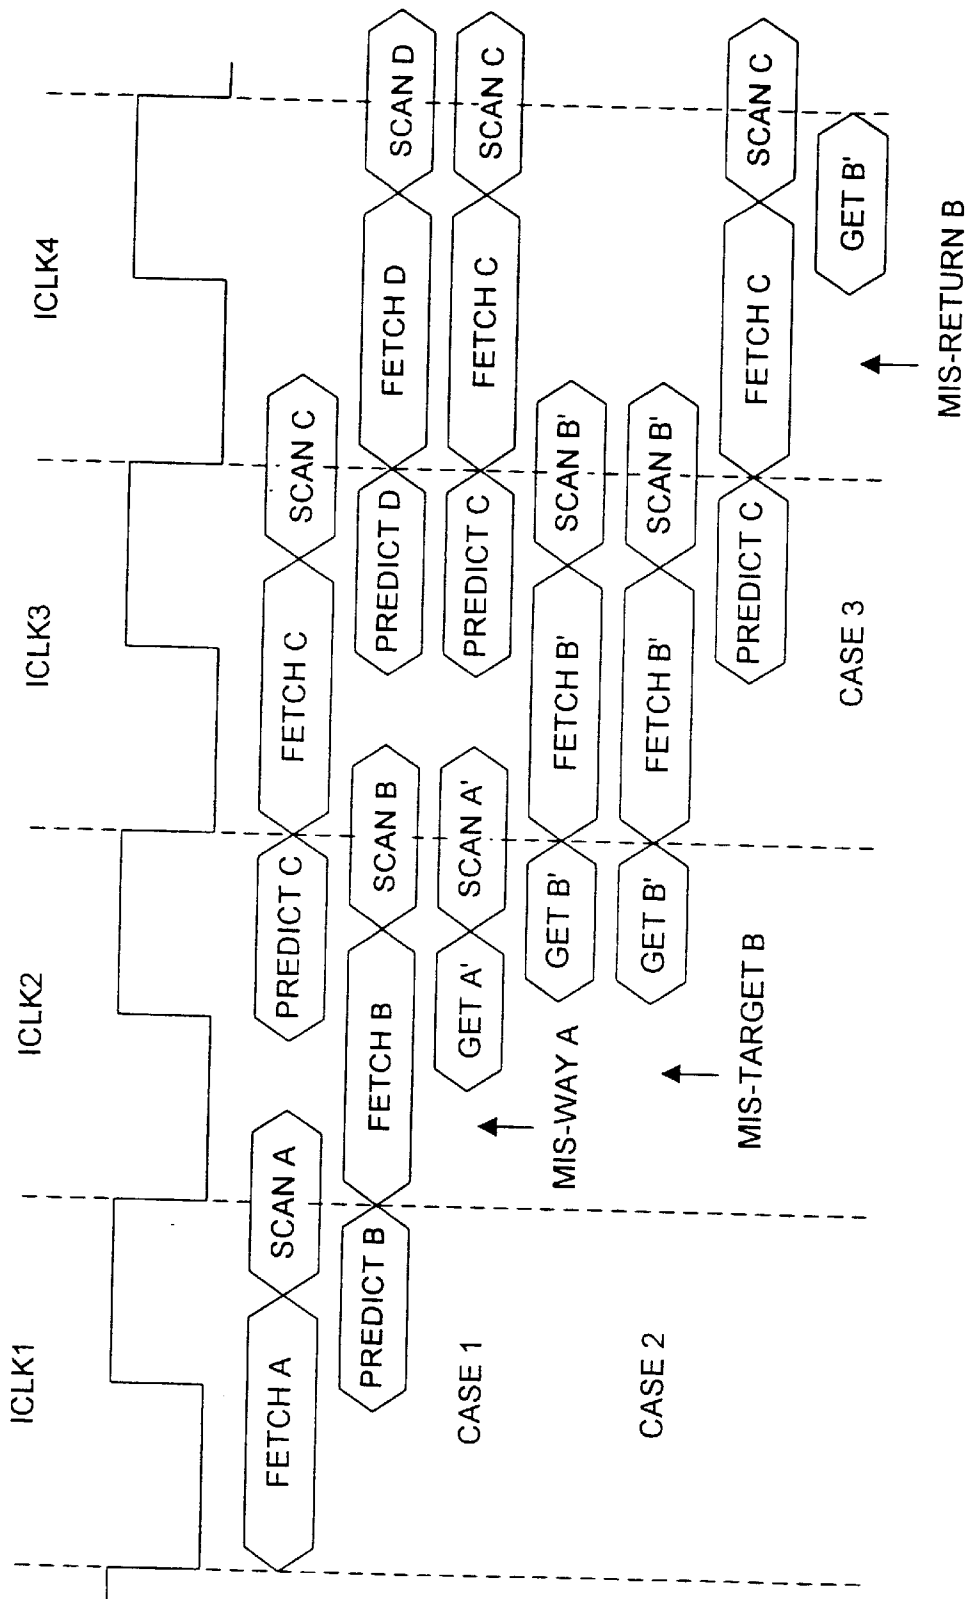 ICLK1 ICLK2 ICLK3 ICLK4
FETCH A SCAN A PREDICT C FETCH C SCAN C
PREDICT B FETCH B SCAN B PREDICT D FETCH D SCAN D
CASE 1 GET A' SCAN A' PREDICT C FETCH C SCAN C
MIS-WAY A GET B' FETCH B' SCAN B'
CASE 2 GET B' FETCH B' SCAN B'
MIS-TARGET B PREDICT C FETCH C SCAN C
CASE 3 GET B'
MIS-RETURN B